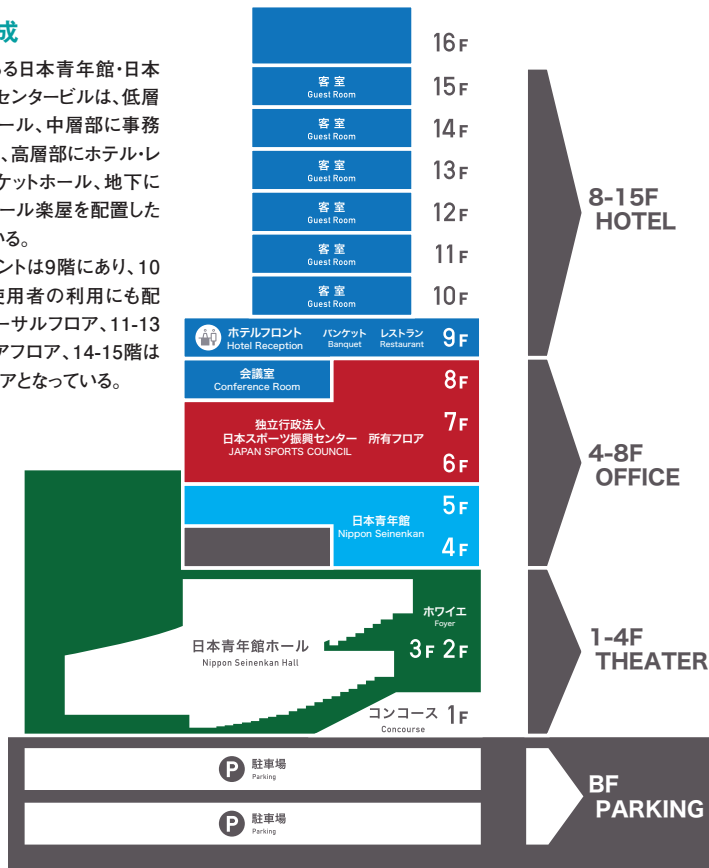 成
る日本青年館・日本
センタービルは、低層
ール、中層部に事務
、高層部にホテル・レ
ケットホール、地下に
ール楽屋を配置した
いる。
ントは9階にあり、10
使用者の利用にも配
ーサルフロア、11-13
アフロア、14-15階は
アとなっている。
16F
客室
Guest Room
15F
客室
Guest Room
14F
客室
Guest Room
13F
客室
Guest Room
12F
客室
Guest Room
11F
客室
Guest Room
10F
8-15F
HOTEL
ホテルフロント バンケット レストラン 9F
Hotel Reception Banquet Restaurant
会議室
Conference Room
8F
独立行政法人
日本スポーツ振興センター 所有フロア
JAPAN SPORTS COUNCIL
7F
6F
4-8F
OFFICE
5F
日本青年館
Nippon Seinenkan
4F
ホワイエ
Foyer
3F 2F
日本青年館ホール
Nippon Seinenkan Hall
1-4F
THEATER
コンコース 1F
Concourse
P 駐車場
Parking
P 駐車場
Parking
BF
PARKING